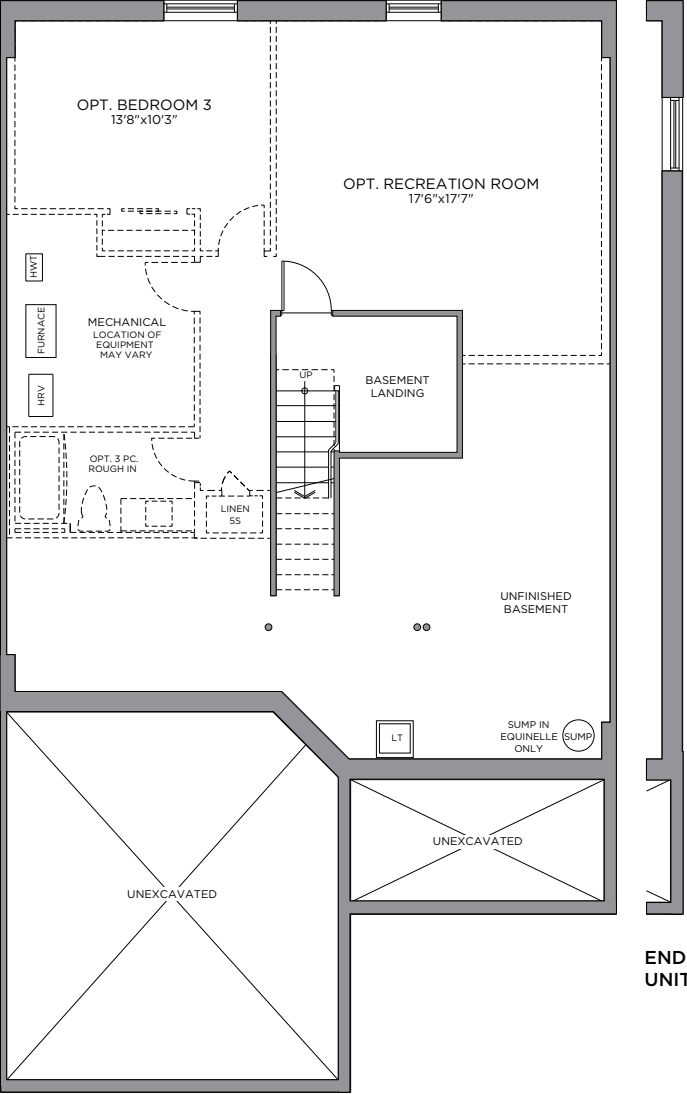 OPT. BEDROOM 3
13'8"x10'3"
OPT. RECREATION ROOM
17'6"x17'7"
HWT
FURNACE
HRV
MECHANICAL
LOCATION OF
EQUIPMENT
MAY VARY
UP
BASEMENT
LANDING
OPT. 3 PC.
ROUGH IN
LINEN
5S
UNFINISHED
BASEMENT
LT
SUMP IN
EQUINELLE
ONLY
SUMP
UNEXCAVATED
UNEXCAVATED
END
UNIT